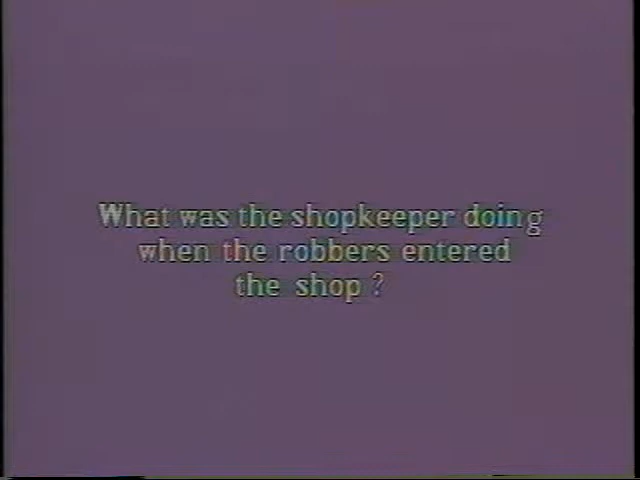 What was the shopkeeper doing
when the robbers entered
the shop?